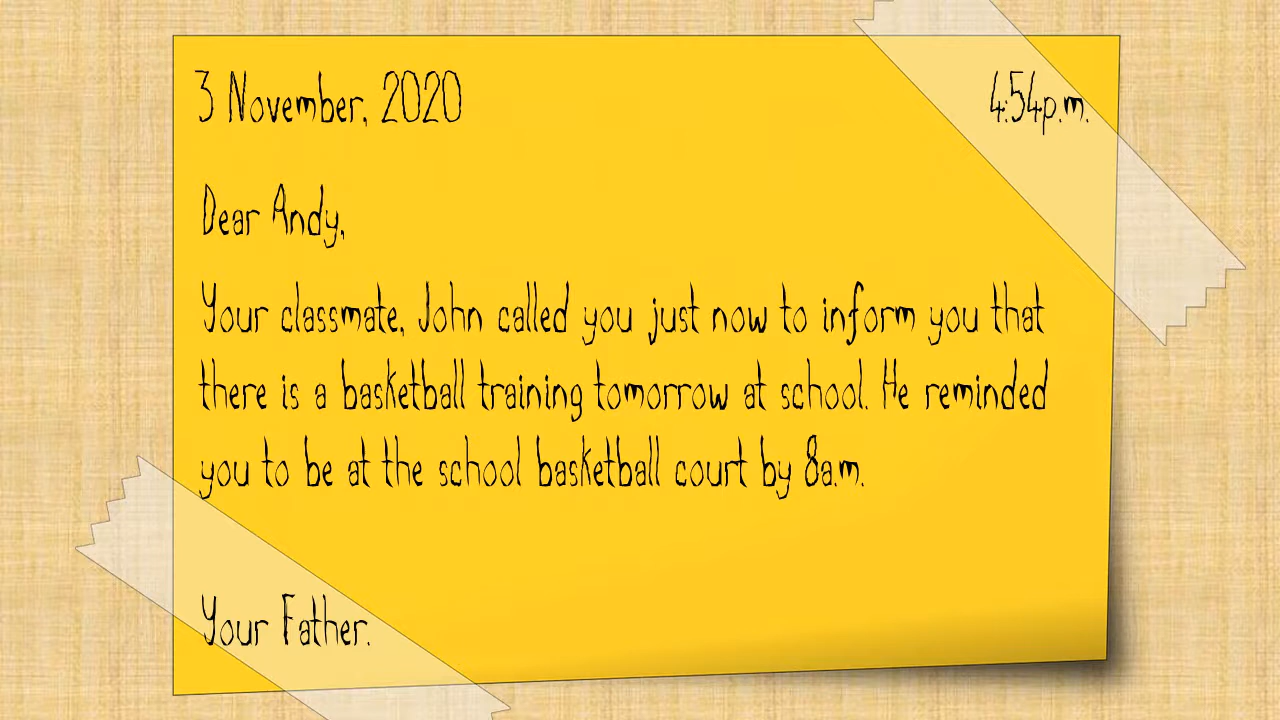 3 November, 2020 4:54p.m.
Dear Andy,
Your classmate, John called you just now to inform you that
there is a basketball training tomorrow at school. He reminded
you to be at the school basketball court by 8a.m.
Your Father.